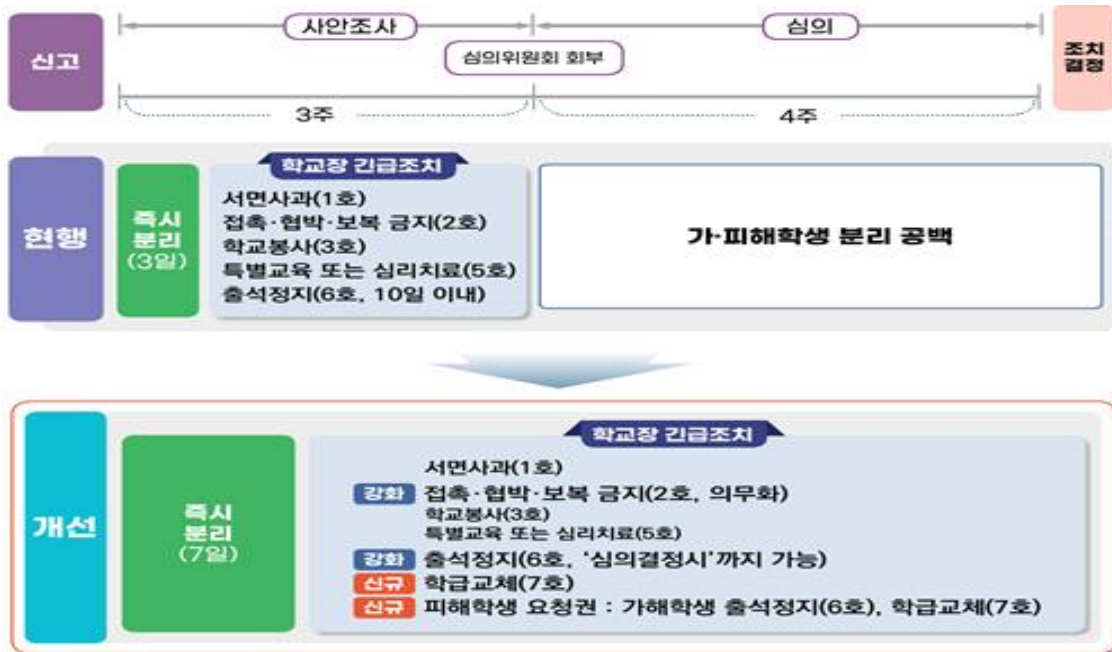 신고
사안조사
심의
심의위원회 회부
조치
결정
3주
4주
현행
즉시
분리
(3일)
학교장 긴급조치
서면사과(1호)
접촉·협박·보복 금지(2호)
학교봉사(3호)
특별교육 또는 심리치료(5호)
출석정지(6호, 10일 이내)
가·피해학생 분리 공백
개선
즉시
분리
(7일)
학교장 긴급조치
서면사과(1호)
강화 접촉·협박·보복 금지(2호, 의무화)
학교봉사(3호)
특별교육 또는 심리치료(5호)
강화 출석정지(6호, ‘심의결정시’까지 가능)
신규 학급교체(7호)
신규 피해학생 요청권 : 가해학생 출석정지(6호), 학급교체(7호)